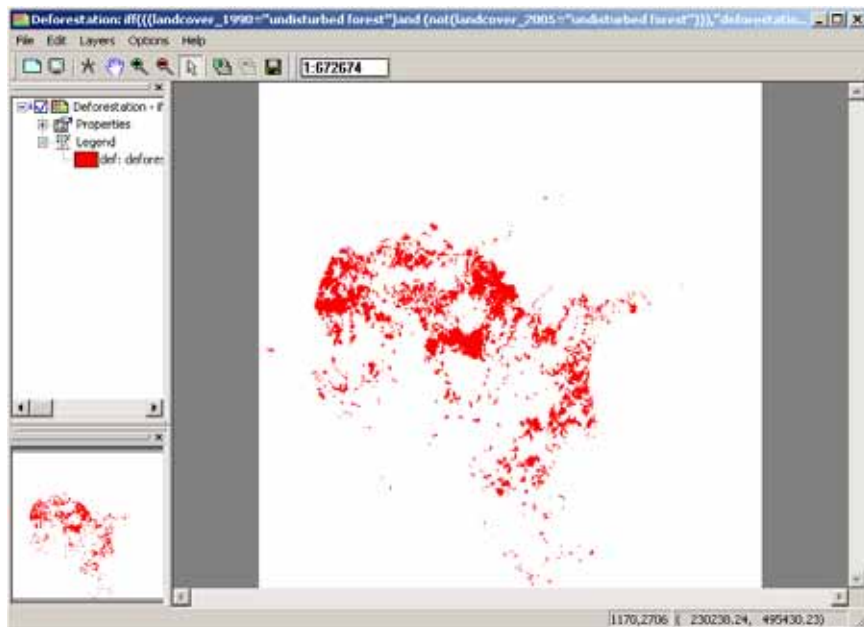 Deforestation: iff(((landcover_1990="undisturbed forest")and (not(landcover_2005="undisturbed forest"))),"deforestatio...
File Edit Layers Options Help
1:672674
Deforestation - if
Properties
Legend
def: defores
1170,2706 ( 230238.24, 495430.23)